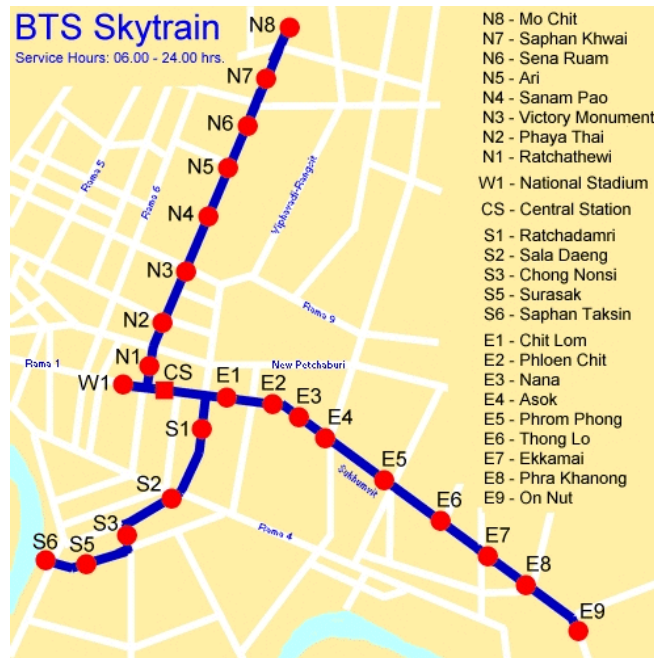 BTS Skytrain
Service Hours: 06.00 - 24.00 hrs.
N8 - Mo Chit
N7 - Saphan Khwai
N6 - Sena Ruam
N5 - Ari
N4 - Sanam Pao
N3 - Victory Monument
N2 - Phaya Thai
N1 - Ratchathewi
W1 - National Stadium
CS - Central Station
S1 - Ratchadamri
S2 - Sala Daeng
S3 - Chong Nonsi
S5 - Surasak
S6 - Saphan Taksin
E1 - Chit Lom
E2 - Phloen Chit
E3 - Nana
E4 - Asok
E5 - Phrom Phong
E6 - Thong Lo
E7 - Ekkamai
E8 - Phra Khanong
E9 - On Nut
N8
N7
N6
N5
N4
N3
N2
N1
W1
CS
E1
E2
E3
E4
E5
E6
E7
E8
E9
S1
S2
S3
S5
S6
Rama 5
Rama 6
Viphavadi-Rangsit
Rama 9
Rama 1
New Petchaburi
Sukhumvit
Rama 4